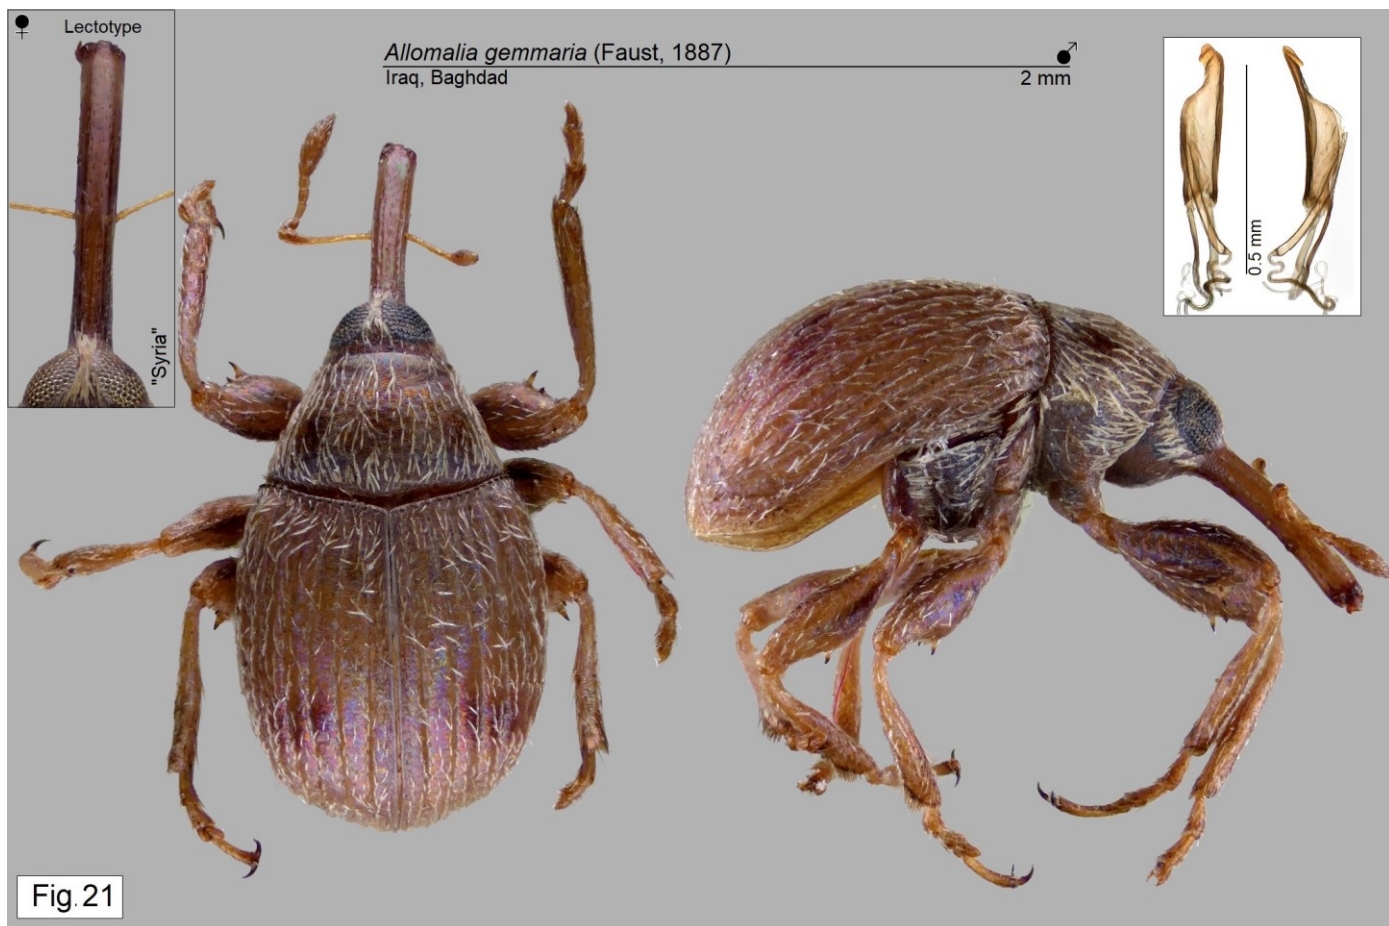 ♀ Lectotype
"Syria"
Allomalia gemmaria (Faust, 1887) ♂
Iraq, Baghdad 2 mm
0.5 mm
Fig. 21